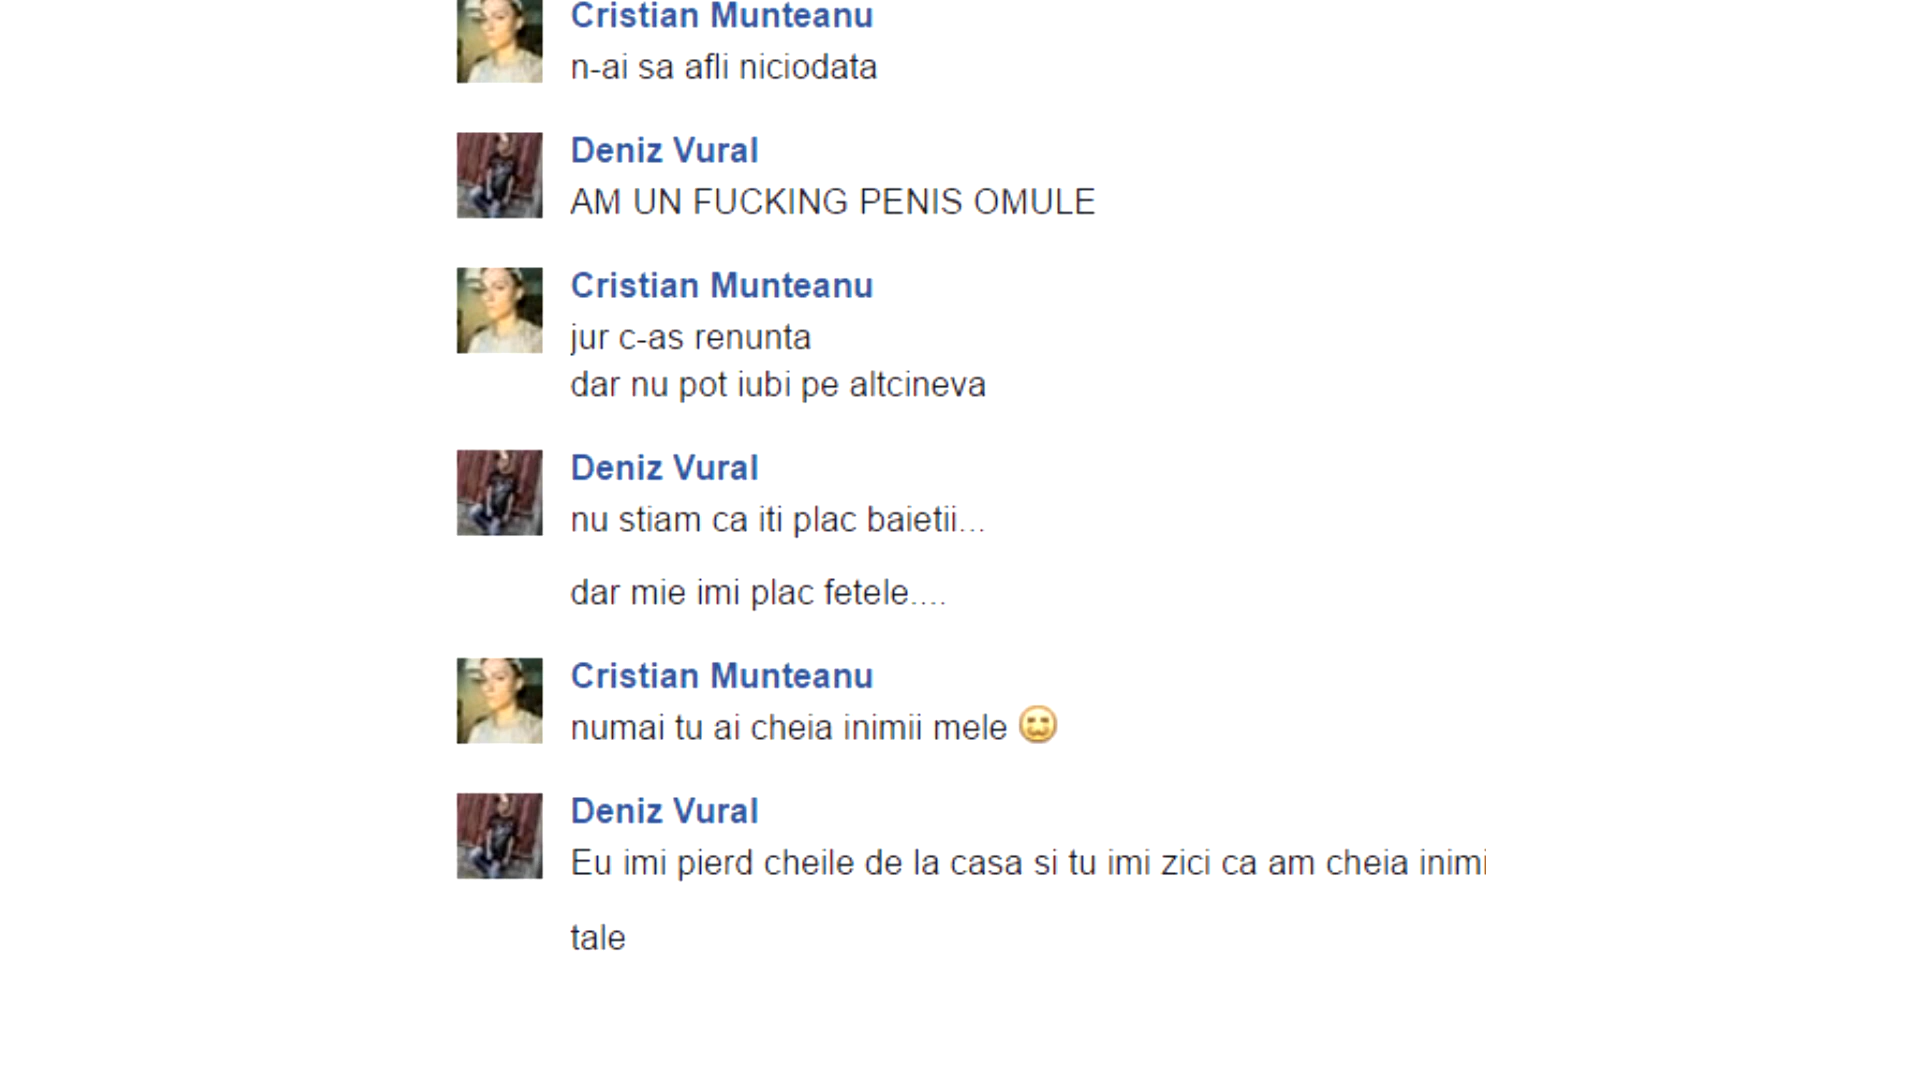 Cristian Munteanu
n-ai sa afli niciodata
Deniz Vural
AM UN FUCKING PENIS OMULE
Cristian Munteanu
jur c-as renunta
dar nu pot iubi pe altcineva
Deniz Vural
nu stiam ca iti plac baietii...
dar mie imi plac fetele....
Cristian Munteanu
numai tu ai cheia inimii mele
Deniz Vural
Eu imi pierd cheile de la casa si tu imi zici ca am cheia inimi
tale